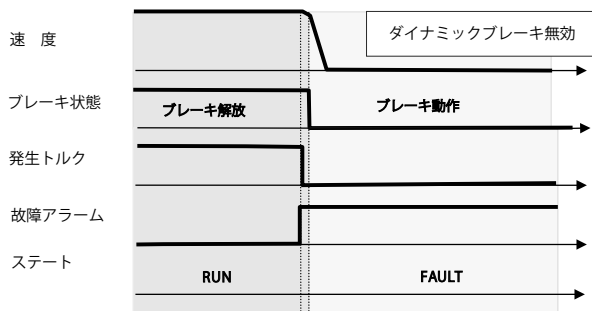 ダイナミックブレーキ無効
速　度
ブレーキ状態
ブレーキ解放
ブレーキ動作
発生トルク
故障アラーム
ステート
RUN
FAULT